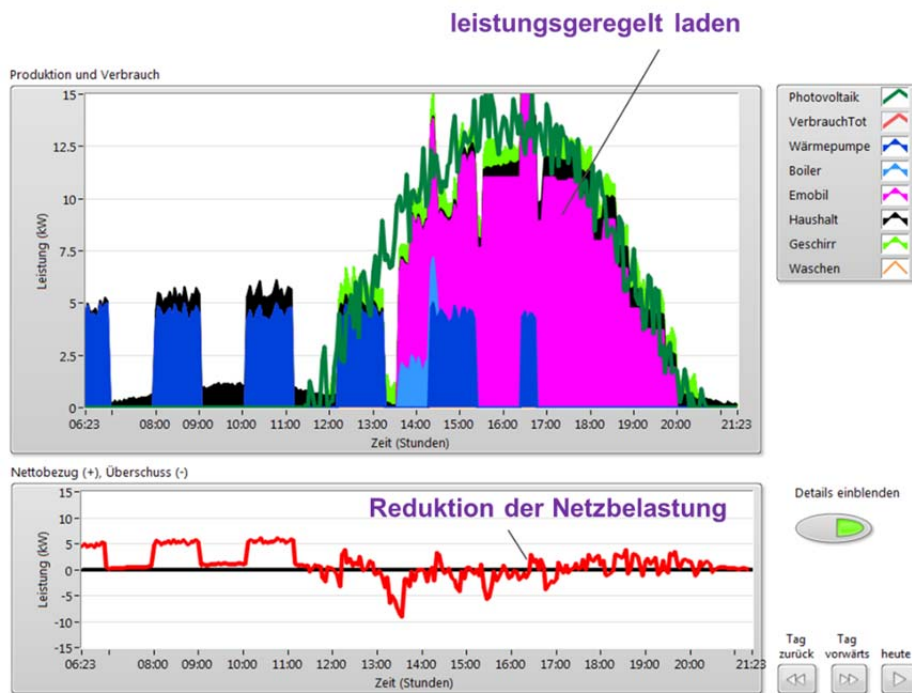 leistungsgeregelt laden
Produktion und Verbrauch
15
12.5
10
7.5
5
2.5
0
Leistung (kW)
06:23 08:00 09:00 10:00 11:00 12:00 13:00 14:00 15:00 16:00 17:00 18:00 19:00 20:00 21:23
Zeit (Stunden)
Photovoltaik
VerbrauchTot
Wärmepumpe
Boiler
Emobil
Haushalt
Geschirr
Waschen
Nettobezug (+), Überschuss (-)
15
10
5
0
-5
-10
-15
Leistung (kW)
Reduktion der Netzbelastung
06:23 08:00 09:00 10:00 11:00 12:00 13:00 14:00 15:00 16:00 17:00 18:00 19:00 20:00 21:23
Zeit (Stunden)
Details einblenden
Tag zurück
Tag vorwärts
heute